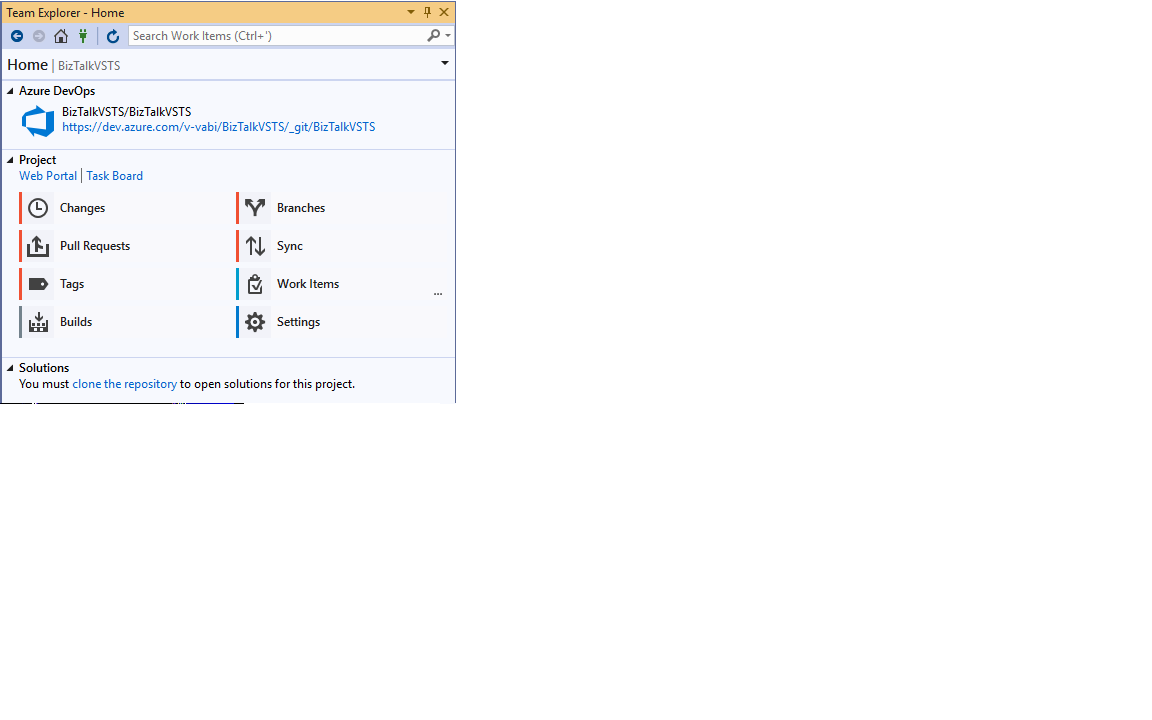 Team Explorer - Home
Search Work Items (Ctrl+')
Home | BizTalkVSTS
Azure DevOps
BizTalkVSTS/BizTalkVSTS
https://dev.azure.com/v-vabi/BizTalkVSTS/_git/BizTalkVSTS
Project
Web Portal | Task Board
Changes
Branches
Pull Requests
Sync
Tags
Work Items
...
Builds
Settings
Solutions
You must clone the repository to open solutions for this project.